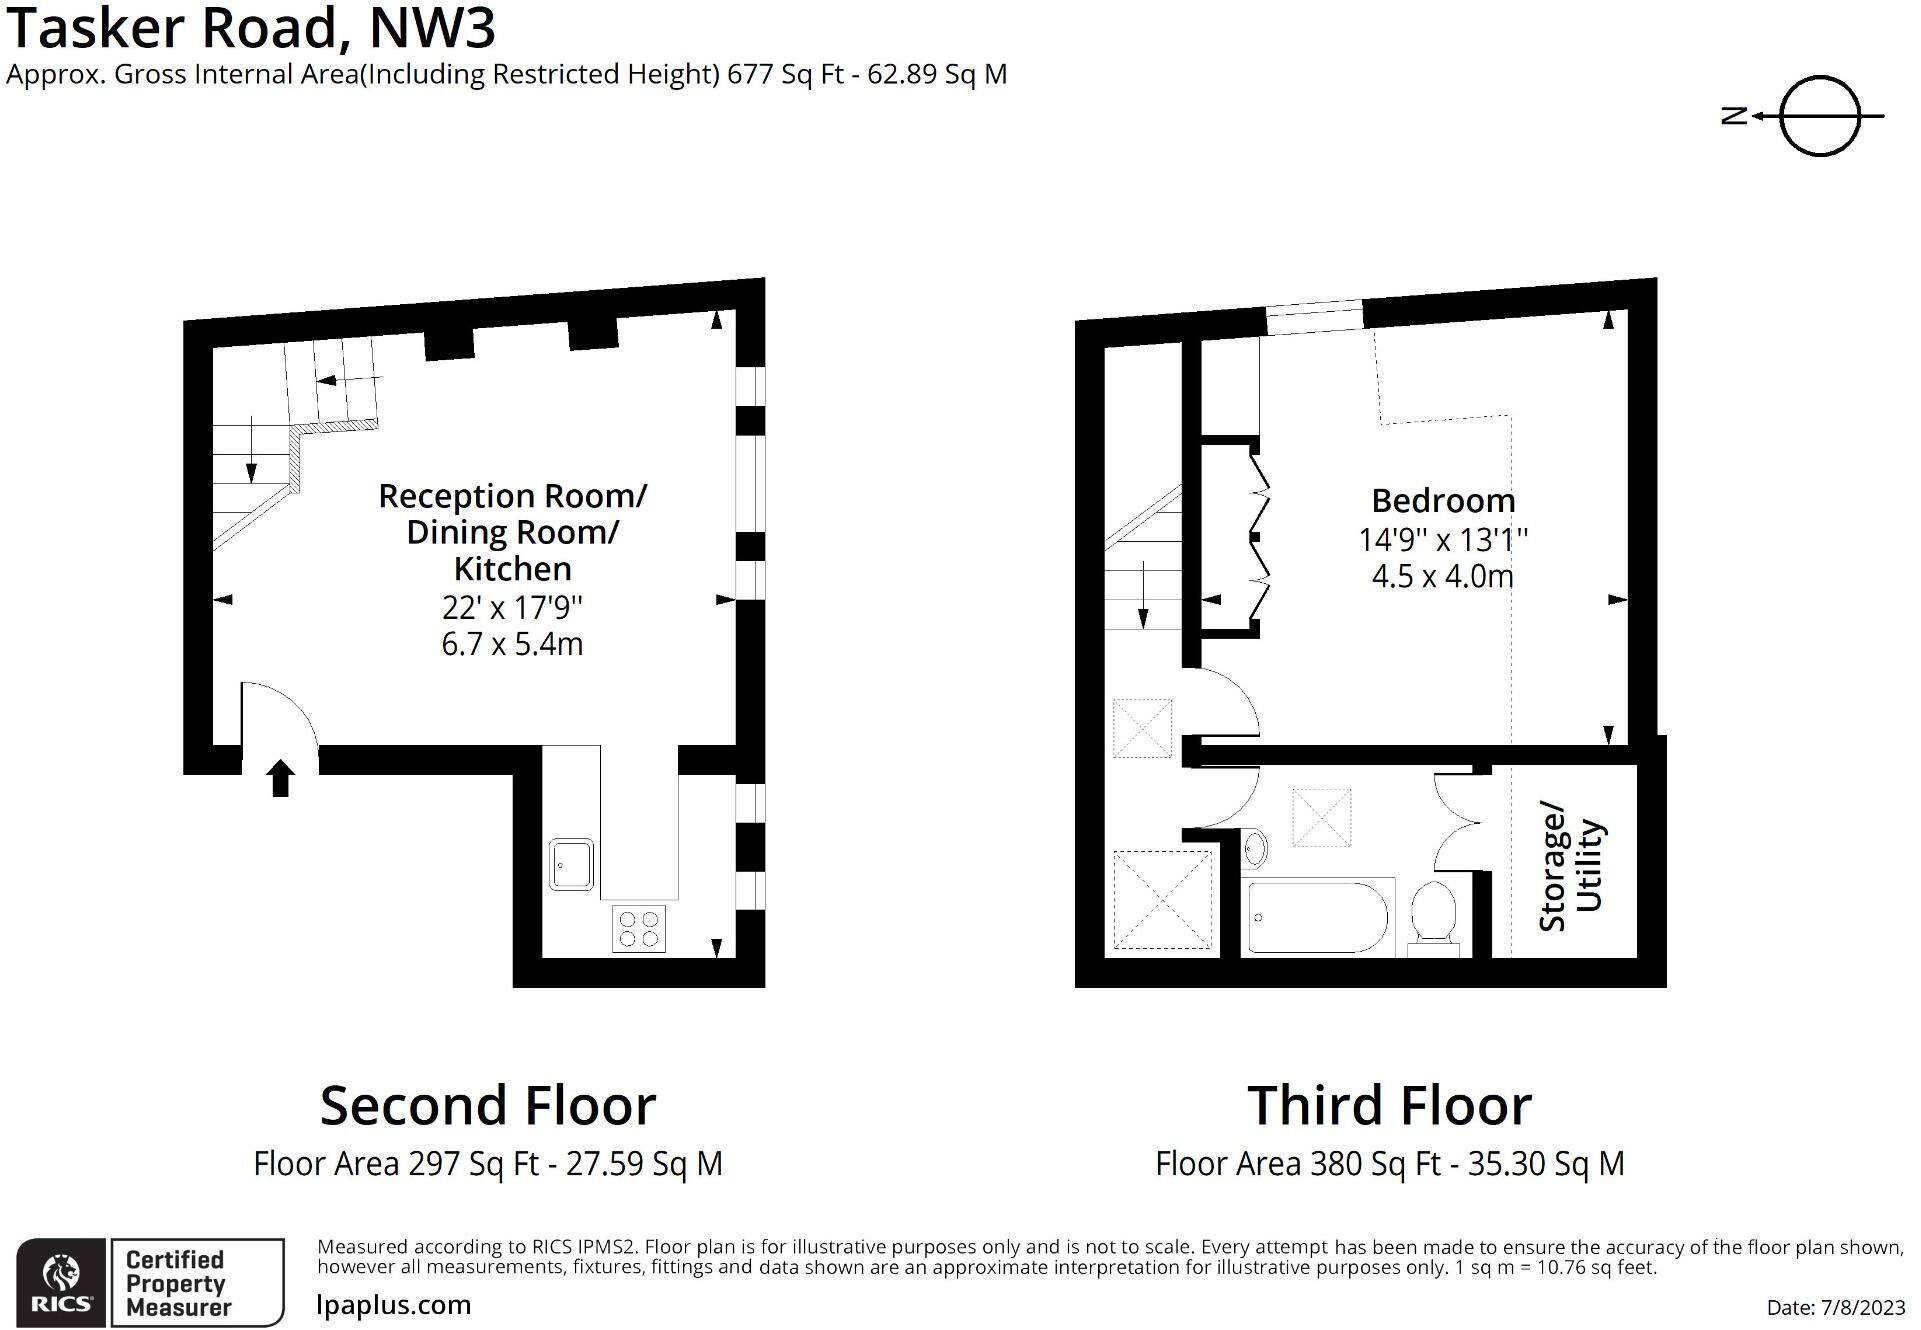 Tasker Road, NW3
Approx. Gross Internal Area(Including Restricted Height) 677 Sq Ft - 62.89 Sq M
N
Reception Room/
Dining Room/
Kitchen
22' x 17'9"
6.7 x 5.4m
Bedroom
14'9" x 13'1"
4.5 x 4.0m
Storage/
Utility
Second Floor
Floor Area 297 Sq Ft - 27.59 Sq M
Third Floor
Floor Area 380 Sq Ft - 35.30 Sq M
RICS
Certified
Property
Measurer
Measured according to RICS IPMS2. Floor plan is for illustrative purposes only and is not to scale. Every attempt has been made to ensure the accuracy of the floor plan shown,
however all measurements, fixtures, fittings and data shown are an approximate interpretation for illustrative purposes only. 1 sq m = 10.76 sq feet.
lpaplus.com
Date: 7/8/2023